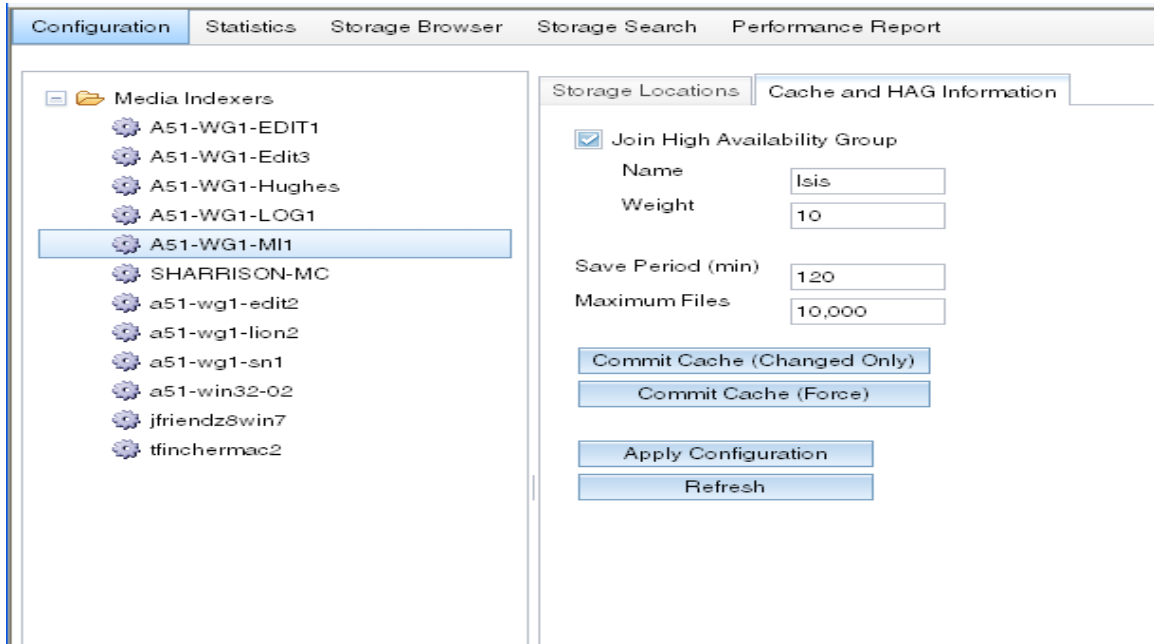 Configuration Statistics Storage Browser Storage Search Performance Report
Media Indexers
A51-WG1-EDIT1
A51-WG1-Edit3
A51-WG1-Hughes
A51-WG1-LOG1
A51-WG1-MI1
SHARRISON-MC
a51-wg1-edit2
a51-wg1-lion2
a51-wg1-sn1
a51-win32-02
jfriendz8win7
tfinchermac2
Storage Locations Cache and HAG Information
Join High Availability Group
Name Isis
Weight 10
Save Period (min) 120
Maximum Files 10,000
Commit Cache (Changed Only)
Commit Cache (Force)
Apply Configuration
Refresh